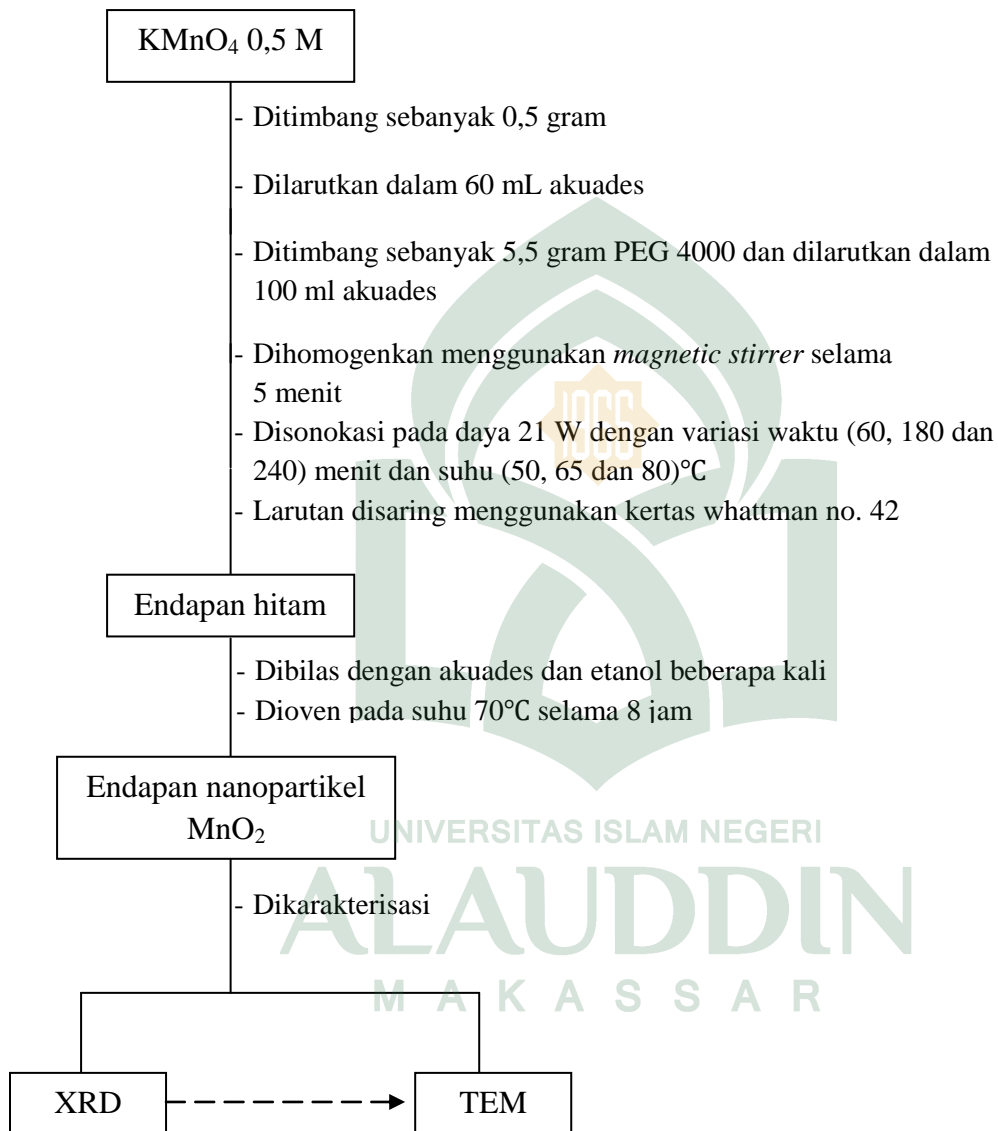 KMnO₄ 0,5 M
- Ditimbang sebanyak 0,5 gram
- Dilarutkan dalam 60 mL akuades
- Ditimbang sebanyak 5,5 gram PEG 4000 dan dilarutkan dalam
100 ml akuades
- Dihomogenkan menggunakan magnetic stirrer selama
5 menit
- Disonokasi pada daya 21 W dengan variasi waktu (60, 180 dan
240) menit dan suhu (50, 65 dan 80)℃
- Larutan disaring menggunakan kertas whattman no. 42
Endapan hitam
- Dibilas dengan akuades dan etanol beberapa kali
- Dioven pada suhu 70℃ selama 8 jam
Endapan nanopartikel
MnO₂
UNIVERSITAS ISLAM NEGERI
ALAUDDIN
- Dikarakterisasi
MAKASSAR
XRD
TEM